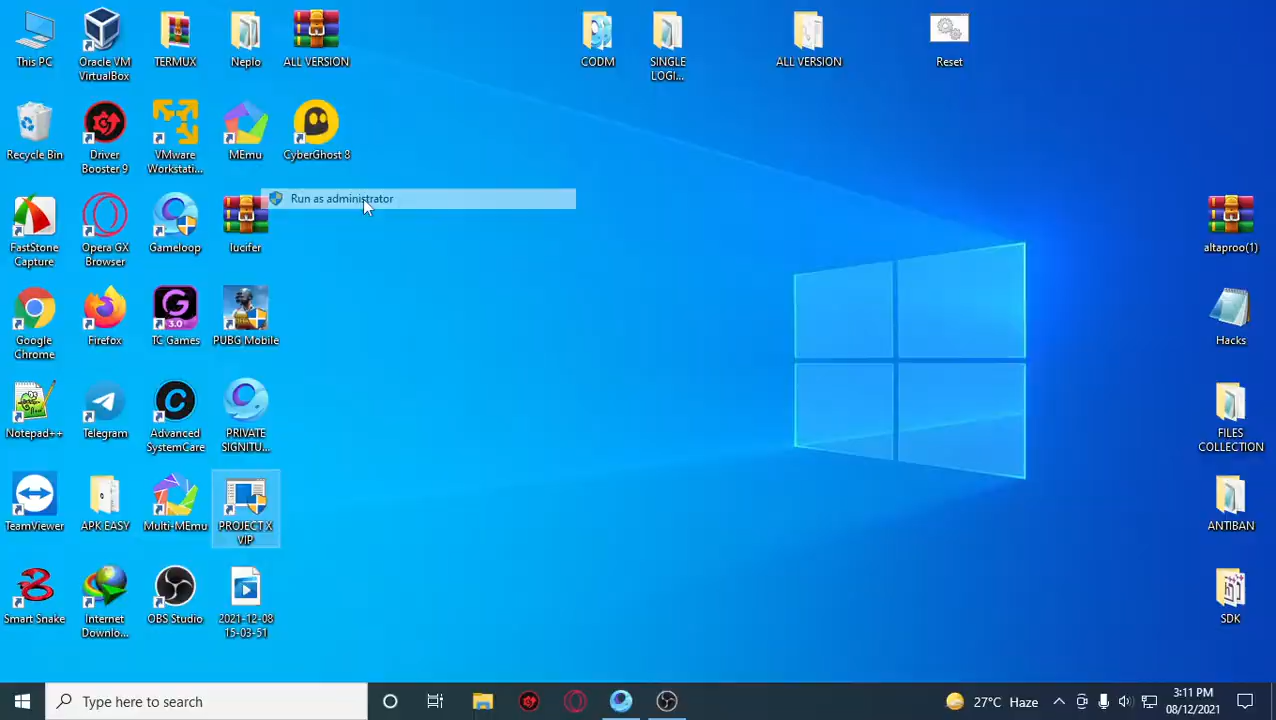 This PC
Oracle VM
VirtualBox
TERMUX
Neplo
ALL VERSION
CODM
SINGLE
LOGI...
ALL VERSION
Reset
Recycle Bin
Driver
Booster 9
VMware
Workstati...
MEmu
CyberGhost 8
Run as administrator
FastStone
Capture
Opera GX
Browser
Gameloop
lucifer
altaproo(1)
Google
Chrome
Firefox
3.0
TC Games
PUBG Mobile
Hacks
Notepad++
Telegram
Advanced
SystemCare
PRIVATE
SIGNITU...
FILES
COLLECTION
TeamViewer
APK EASY
Multi-MEmu
PROJECT X
VIP
ANTIBAN
Smart Snake
Internet
Downlo...
OBS Studio
2021-12-08
15-03-51
SDK
Type here to search
27°C Haze
3:11 PM
08/12/2021